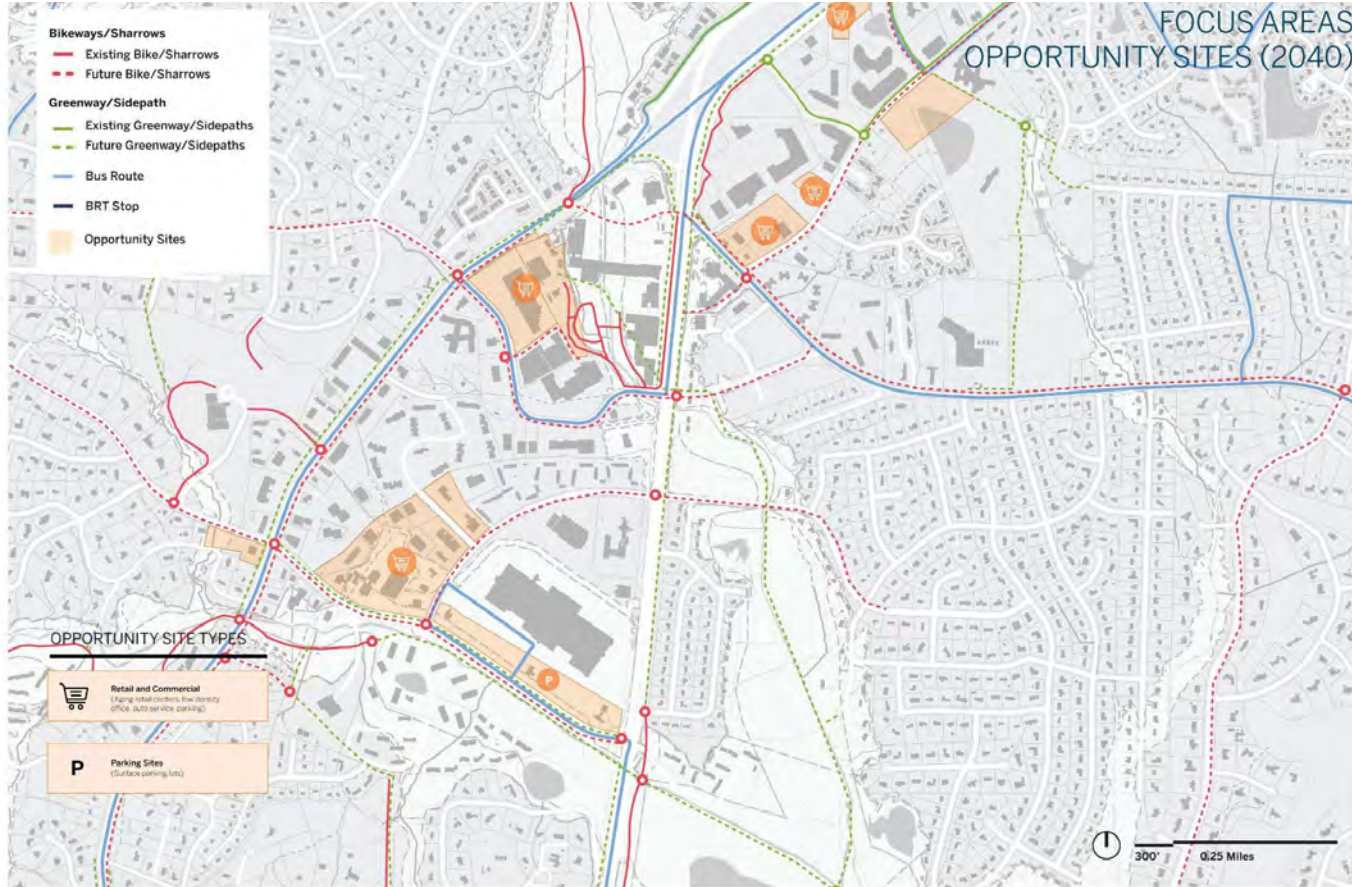 FOCUS AREAS
OPPORTUNITY SITES (2040)
Bikeways/Sharrows
Existing Bike/Sharrows
Future Bike/Sharrows
Greenway/Sidepath
Existing Greenway/Sidepaths
Future Greenway/Sidepaths
Bus Route
BRT Stop
Opportunity Sites
P
OPPORTUNITY SITE TYPES
Retail and Commercial
(Aging retail centers, low density
office, auto service, parking)
P
Parking Sites
(Surface parking lots)
300'
0.25 Miles